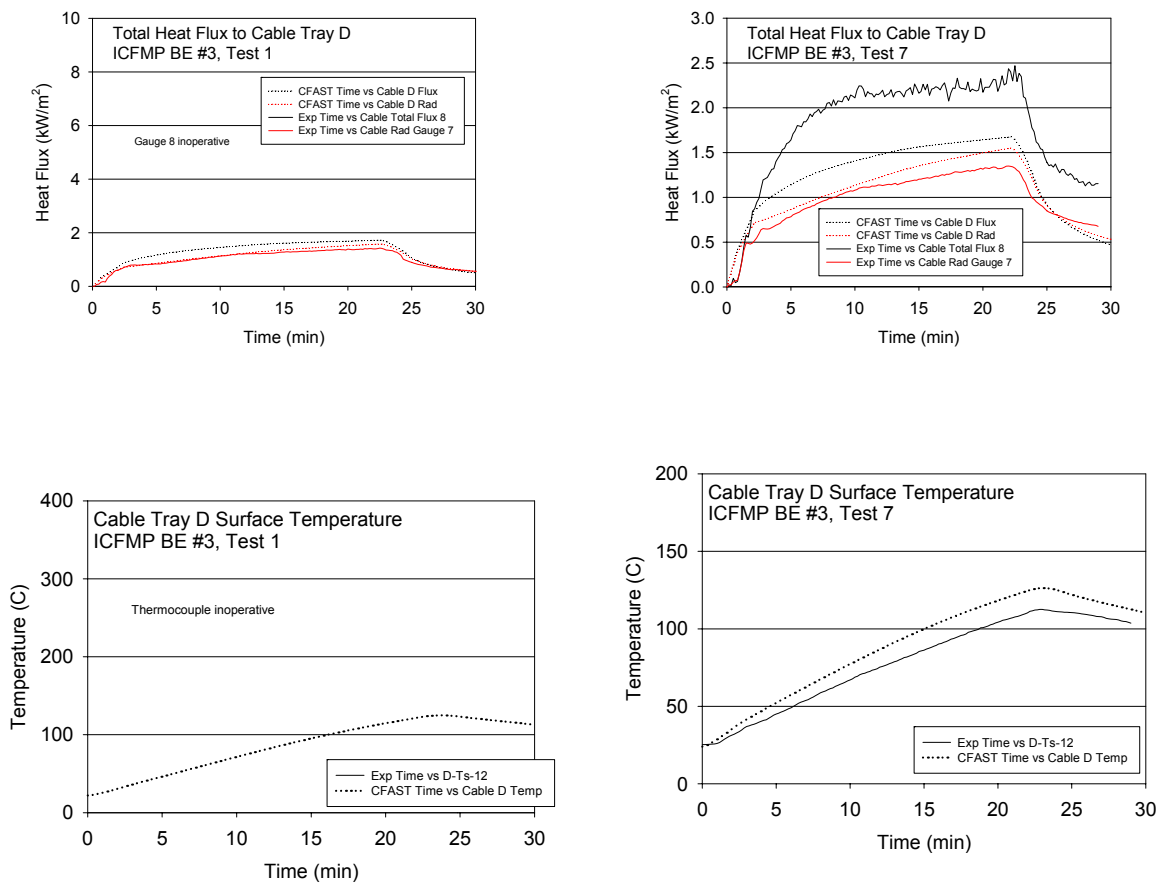 Total Heat Flux to Cable Tray D
ICFMP BE #3, Test 1
CFAST Time vs Cable D Flux
CFAST Time vs Cable D Rad
Exp Time vs Cable Total Flux 8
Exp Time vs Cable Rad Gauge 7
Gauge 8 inoperative
Heat Flux (kW/m²)
10
8
6
4
2
0
0 5 10 15 20 25 30
Time (min)
Total Heat Flux to Cable Tray D
ICFMP BE #3, Test 7
CFAST Time vs Cable D Flux
CFAST Time vs Cable D Rad
Exp Time vs Cable Total Flux 8
Exp Time vs Cable Rad Gauge 7
Heat Flux (kW/m²)
3.0
2.5
2.0
1.5
1.0
0.5
0.0
0 5 10 15 20 25 30
Time (min)
Cable Tray D Surface Temperature
ICFMP BE #3, Test 1
Thermocouple inoperative
Exp Time vs D-Ts-12
CFAST Time vs Cable D Temp
Temperature (C)
400
300
200
100
0
0 5 10 15 20 25 30
Time (min)
Cable Tray D Surface Temperature
ICFMP BE #3, Test 7
Exp Time vs D-Ts-12
CFAST Time vs Cable D Temp
Temperature (C)
200
150
100
50
0
0 5 10 15 20 25 30
Time (min)